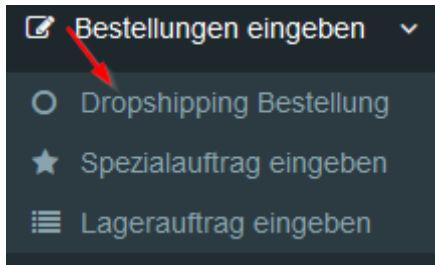 Bestellungen eingeben
Dropshipping Bestellung
Spezialauftrag eingeben
Lagerauftrag eingeben